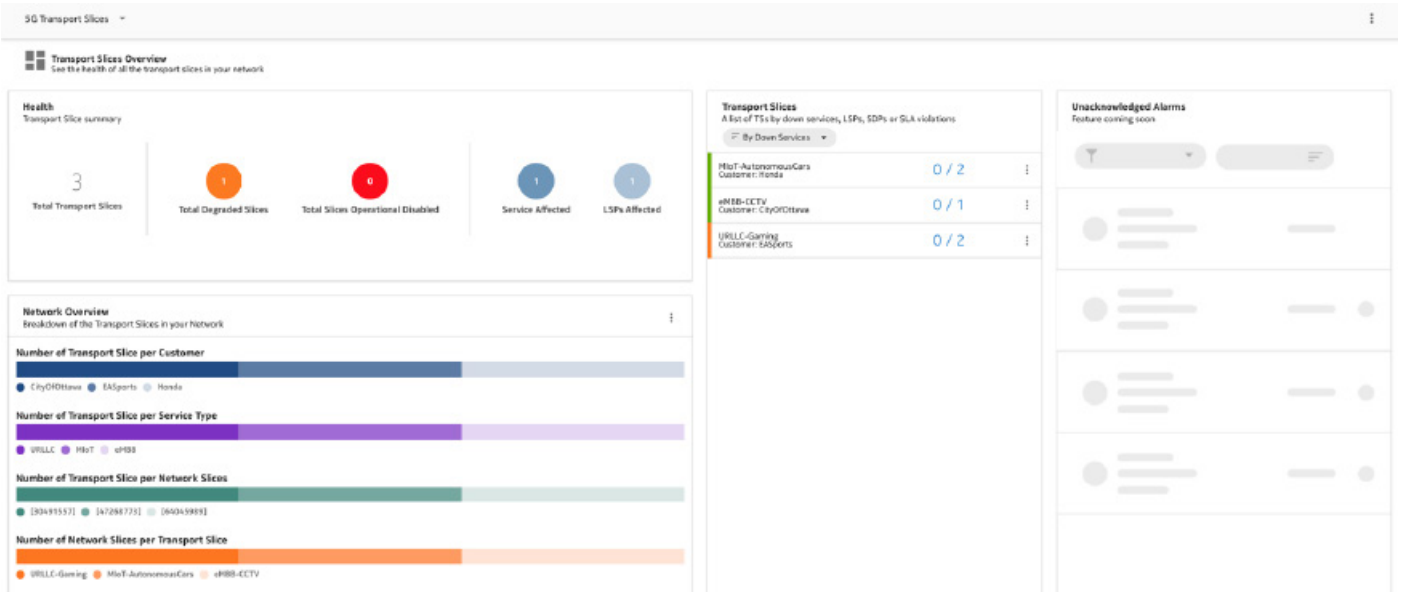 5G Transport Slices
Transport Slices Overview
See the health of all the transport slices in your network
Health
Transport Slice summary
3
Total Transport Slices
1
Total Degraded Slices
0
Total Slices Operational Disabled
1
Service Affected
1
LSPs Affected
Network Overview
Breakdown of the Transport Slices in your Network
Number of Transport Slice per Customer
CityOfOttawa EASports Honda
Number of Transport Slice per Service Type
URLLC MIoT eMBB
Number of Transport Slice per Network Slices
[30491557] [47268773] [64045989]
Number of Network Slices per Transport Slice
URLLC-Gaming MIoT-AutonomousCars eMBB-CCTV
Transport Slices
A list of TSs by down services, LSPs, SDPs or SLA violations
By Down Services
MIoT-AutonomousCars
Customer: Honda
0 / 2
eMBB-CCTV
Customer: CityOfOttawa
0 / 1
URLLC-Gaming
Customer: EASports
0 / 2
Unacknowledged Alarms
Feature coming soon